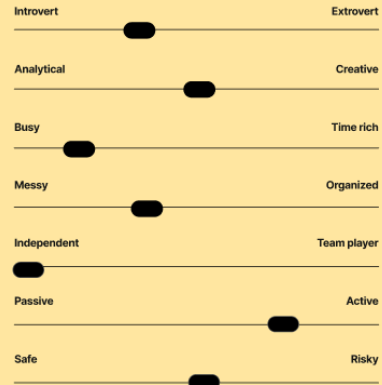 Introvert Extrovert
Analytical Creative
Busy Time rich
Messy Organized
Independent Team player
Passive Active
Safe Risky